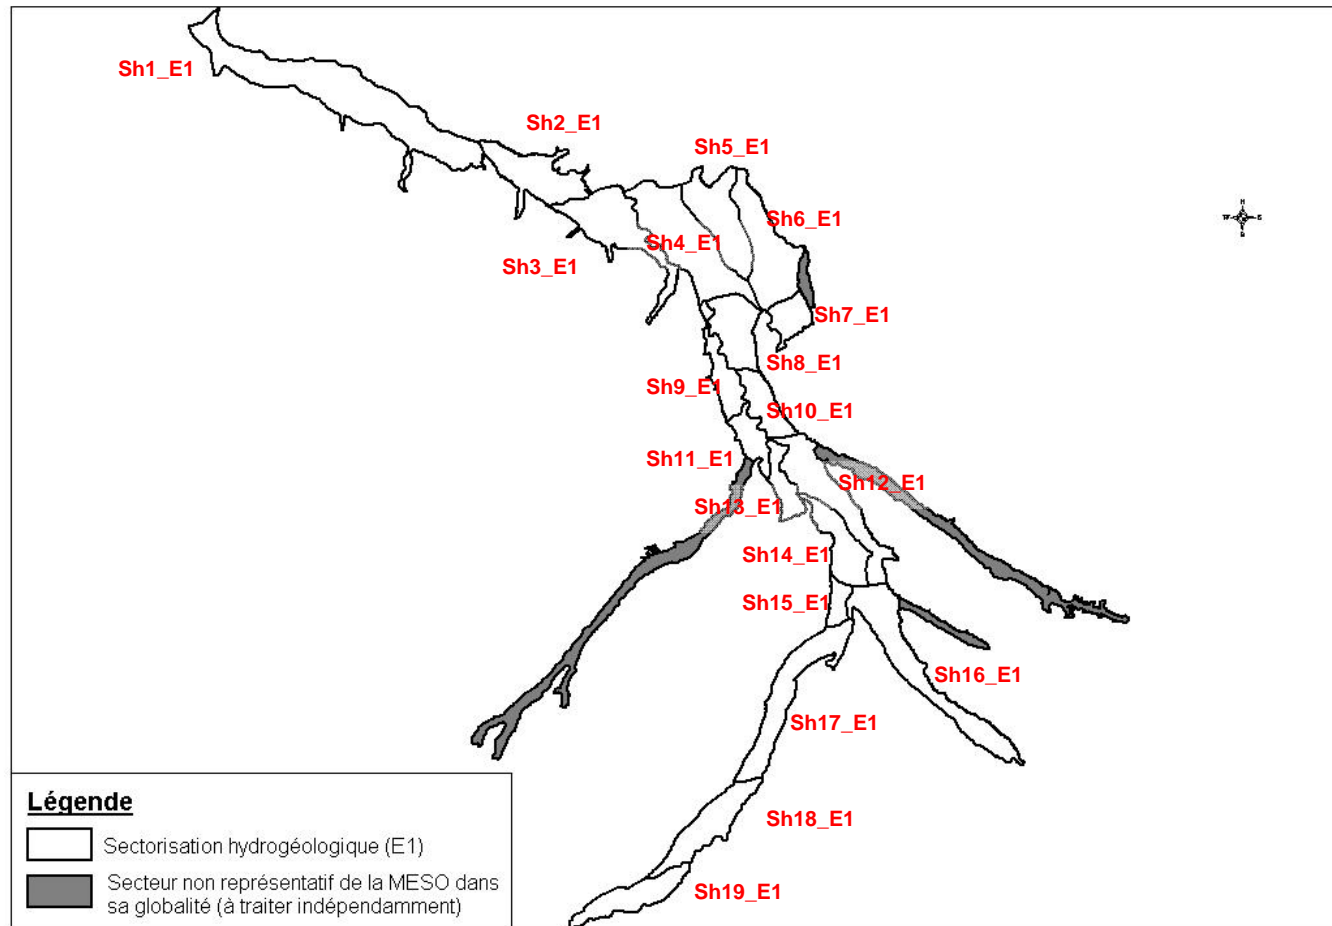 Sh1_E1
Sh2_E1
Sh5_E1
Sh6_E1
Sh4_E1
Sh3_E1
Sh7_E1
Sh8_E1
Sh9_E1
Sh10_E1
Sh11_E1
Sh12_E1
Sh13_E1
Sh14_E1
Sh15_E1
Sh16_E1
Sh17_E1
Sh18_E1
Sh19_E1
Légende
Sectorisation hydrogéologique (E1)
Secteur non représentatif de la MESO dans
sa globalité (à traiter indépendamment)